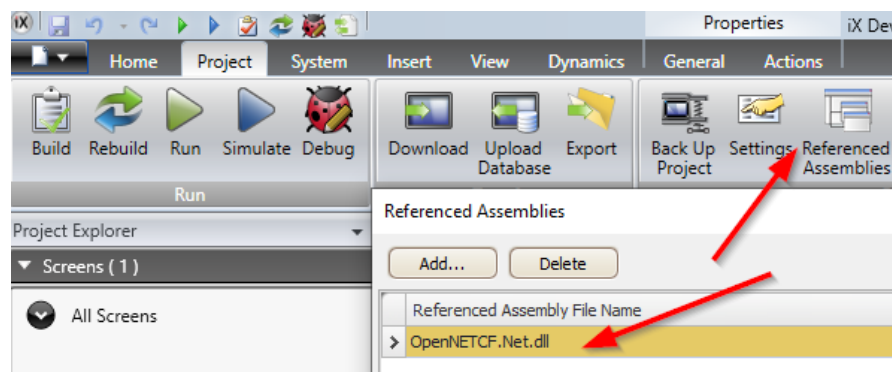 iX
Properties
iX Dev
Home Project System Insert View Dynamics General Actions
Build Rebuild Run Simulate Debug Download Upload Database Export Back Up Project Settings Referenced Assemblies
Run
Project Explorer
Screens ( 1 )
All Screens
Referenced Assemblies
Add... Delete
Referenced Assembly File Name
OpenNETCF.Net.dll